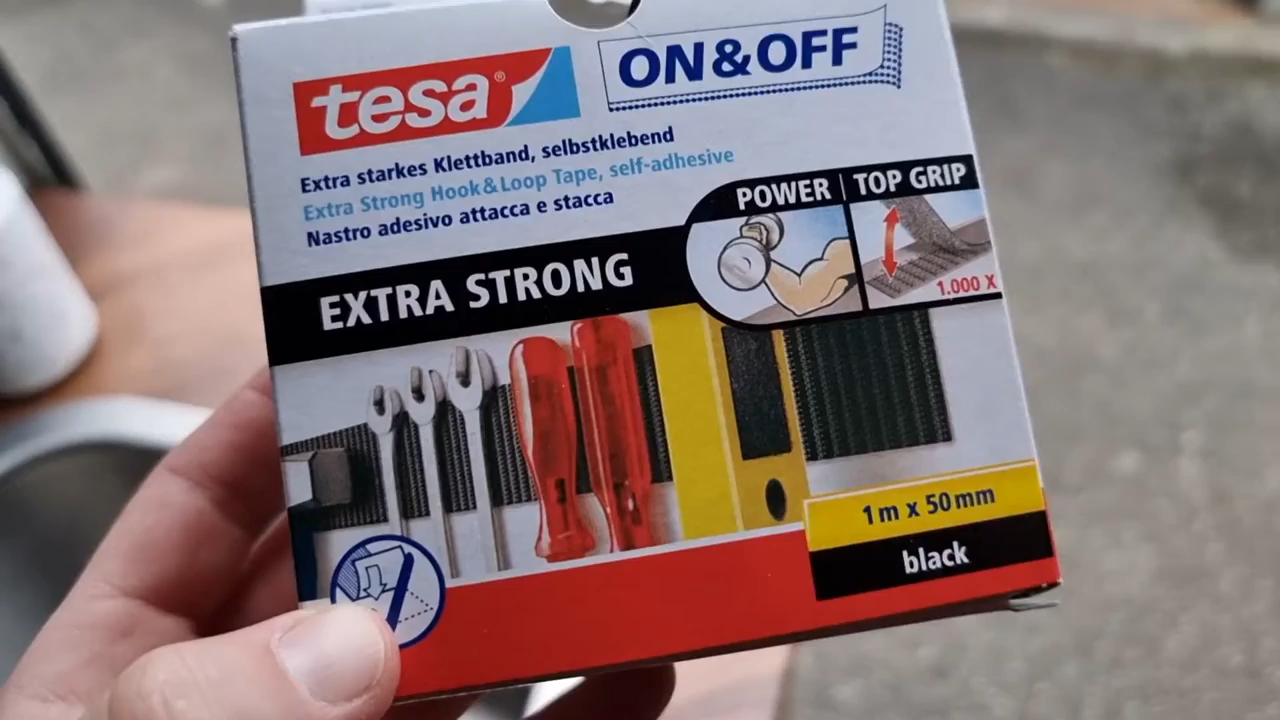 tesa®
ON&OFF
Extra starkes Klettband, selbstklebend
Extra Strong Hook&Loop Tape, self-adhesive
Nastro adesivo attacca e stacca
POWER | TOP GRIP
1.000 X
EXTRA STRONG
1 m x 50 mm
black